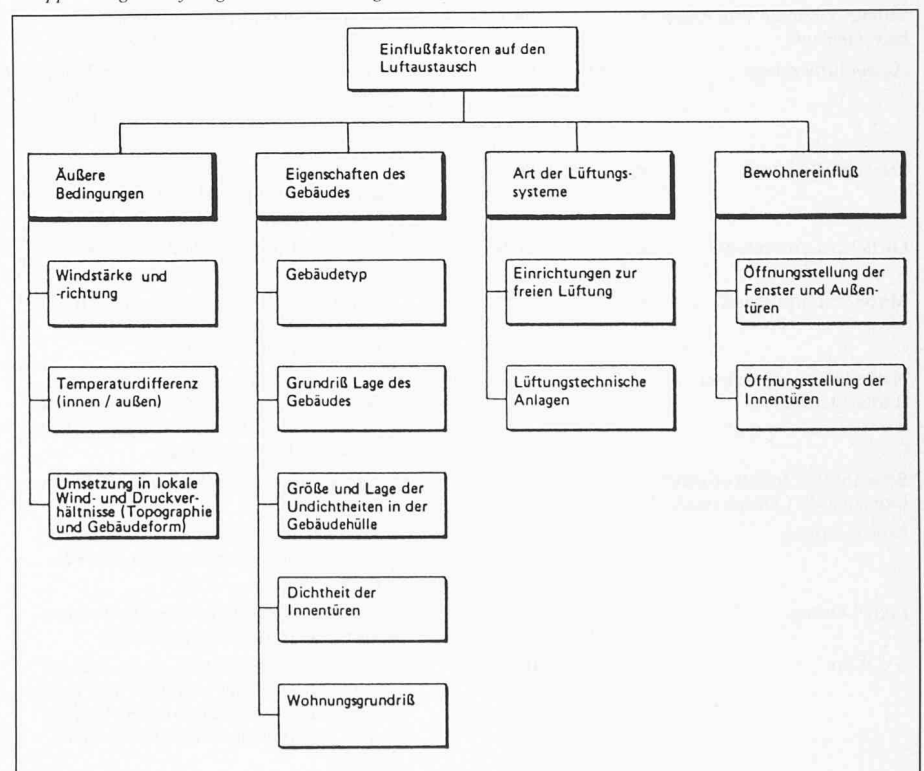 Einflußfaktoren auf den
Luftaustausch
Äußere
Bedingungen
Windstärke und
-richtung
Temperaturdifferenz
(innen / außen)
Umsetzung in lokale
Wind- und Druckver-
hältnisse (Topographie
und Gebäudeform)
Eigenschaften des
Gebäudes
Gebäudetyp
Grundriß Lage des
Gebäudes
Größe und Lage der
Undichtheiten in der
Gebäudehülle
Dichtheit der
Innentüren
Wohnungsgrundriß
Art der Lüftungs-
systeme
Einrichtungen zur
freien Lüftung
Lüftungstechnische
Anlagen
Bewohnereinfluß
Öffnungsstellung der
Fenster und Außen-
türen
Öffnungsstellung der
Innentüren